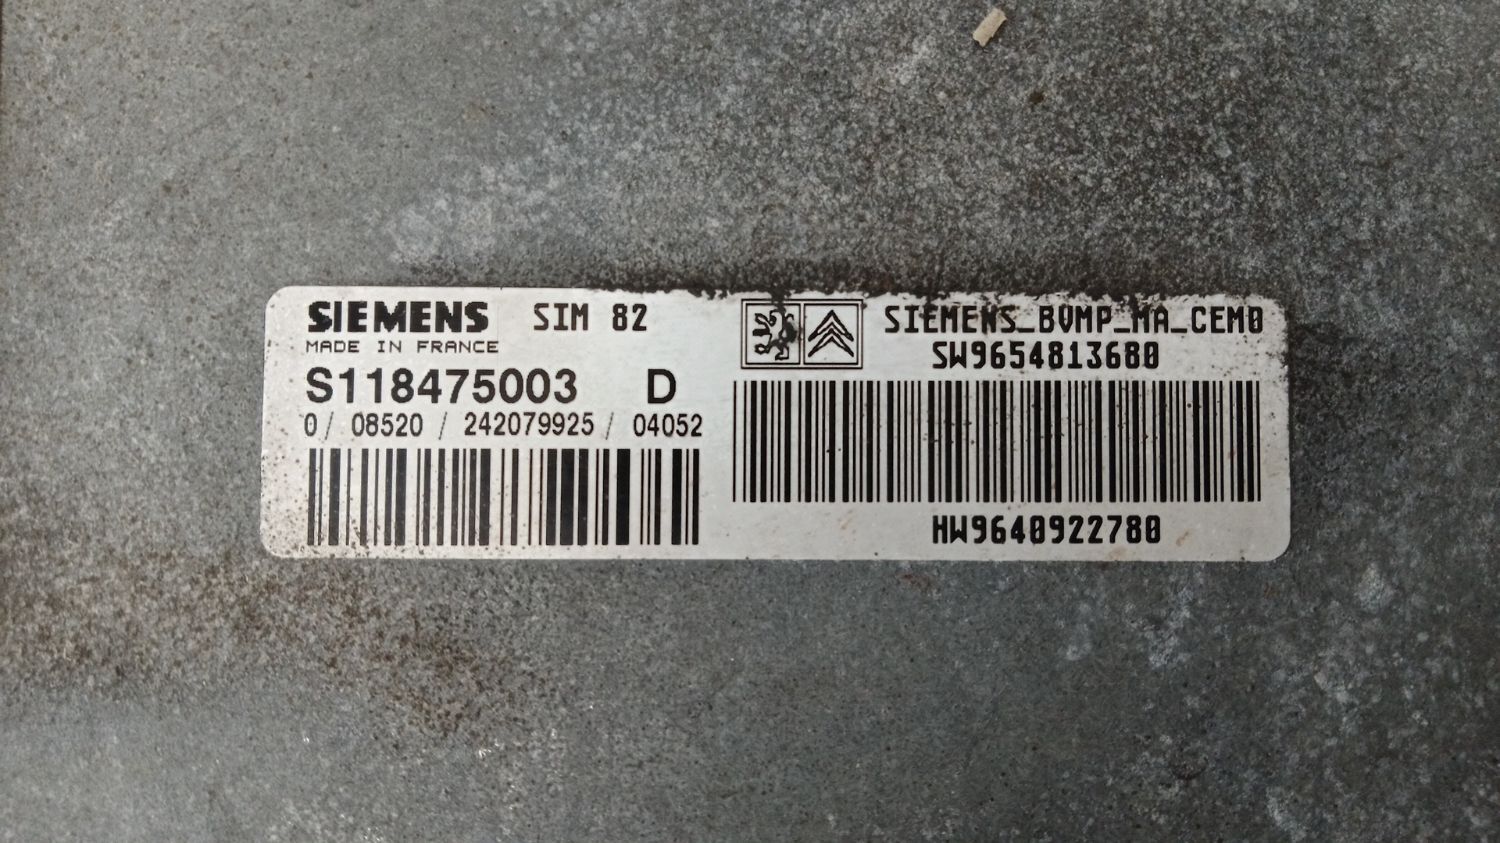 SIEMENS SIM 82
MADE IN FRANCE
S118475003 D
0/ 08520 / 242079925 / 04052
SIEMENS_BVMP_MA_CEM0
SW9654813680
HW9640922780